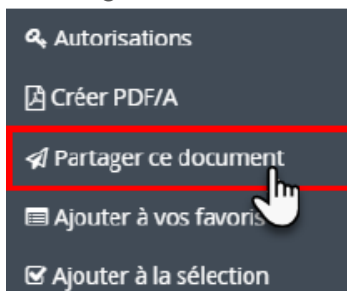 Autorisations
Créer PDF/A
Partager ce document
Ajouter à vos favoris
Ajouter à la sélection